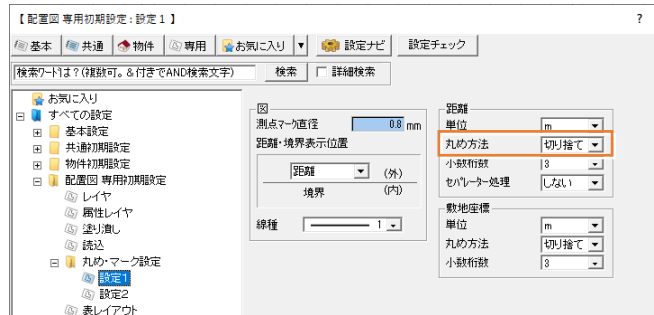 【 配置図 専用初期設定 : 設定 1 】 ?
基本 共通 物件 専用 お気に入り ▼ 設定ナビ 設定チェック
検索ワードは？(複数可。＆付きでAND検索文字) 検索 詳細検索
お気に入り
すべての設定
基本設定
共通初期設定
物件初期設定
配置図 専用初期設定
レイヤ
属性レイヤ
塗り潰し
読込
丸め・マーク設定
設定1
設定2
表レイアウト
図
測点マーク直径 0.8 mm
距離・境界表示位置
距離 (外)
境界 (内)
線種 1
距離
単位 m
丸め方法 切り捨て
小数桁数 3
セパレーター処理 しない
敷地座標
単位 m
丸め方法 切り捨て
小数桁数 3